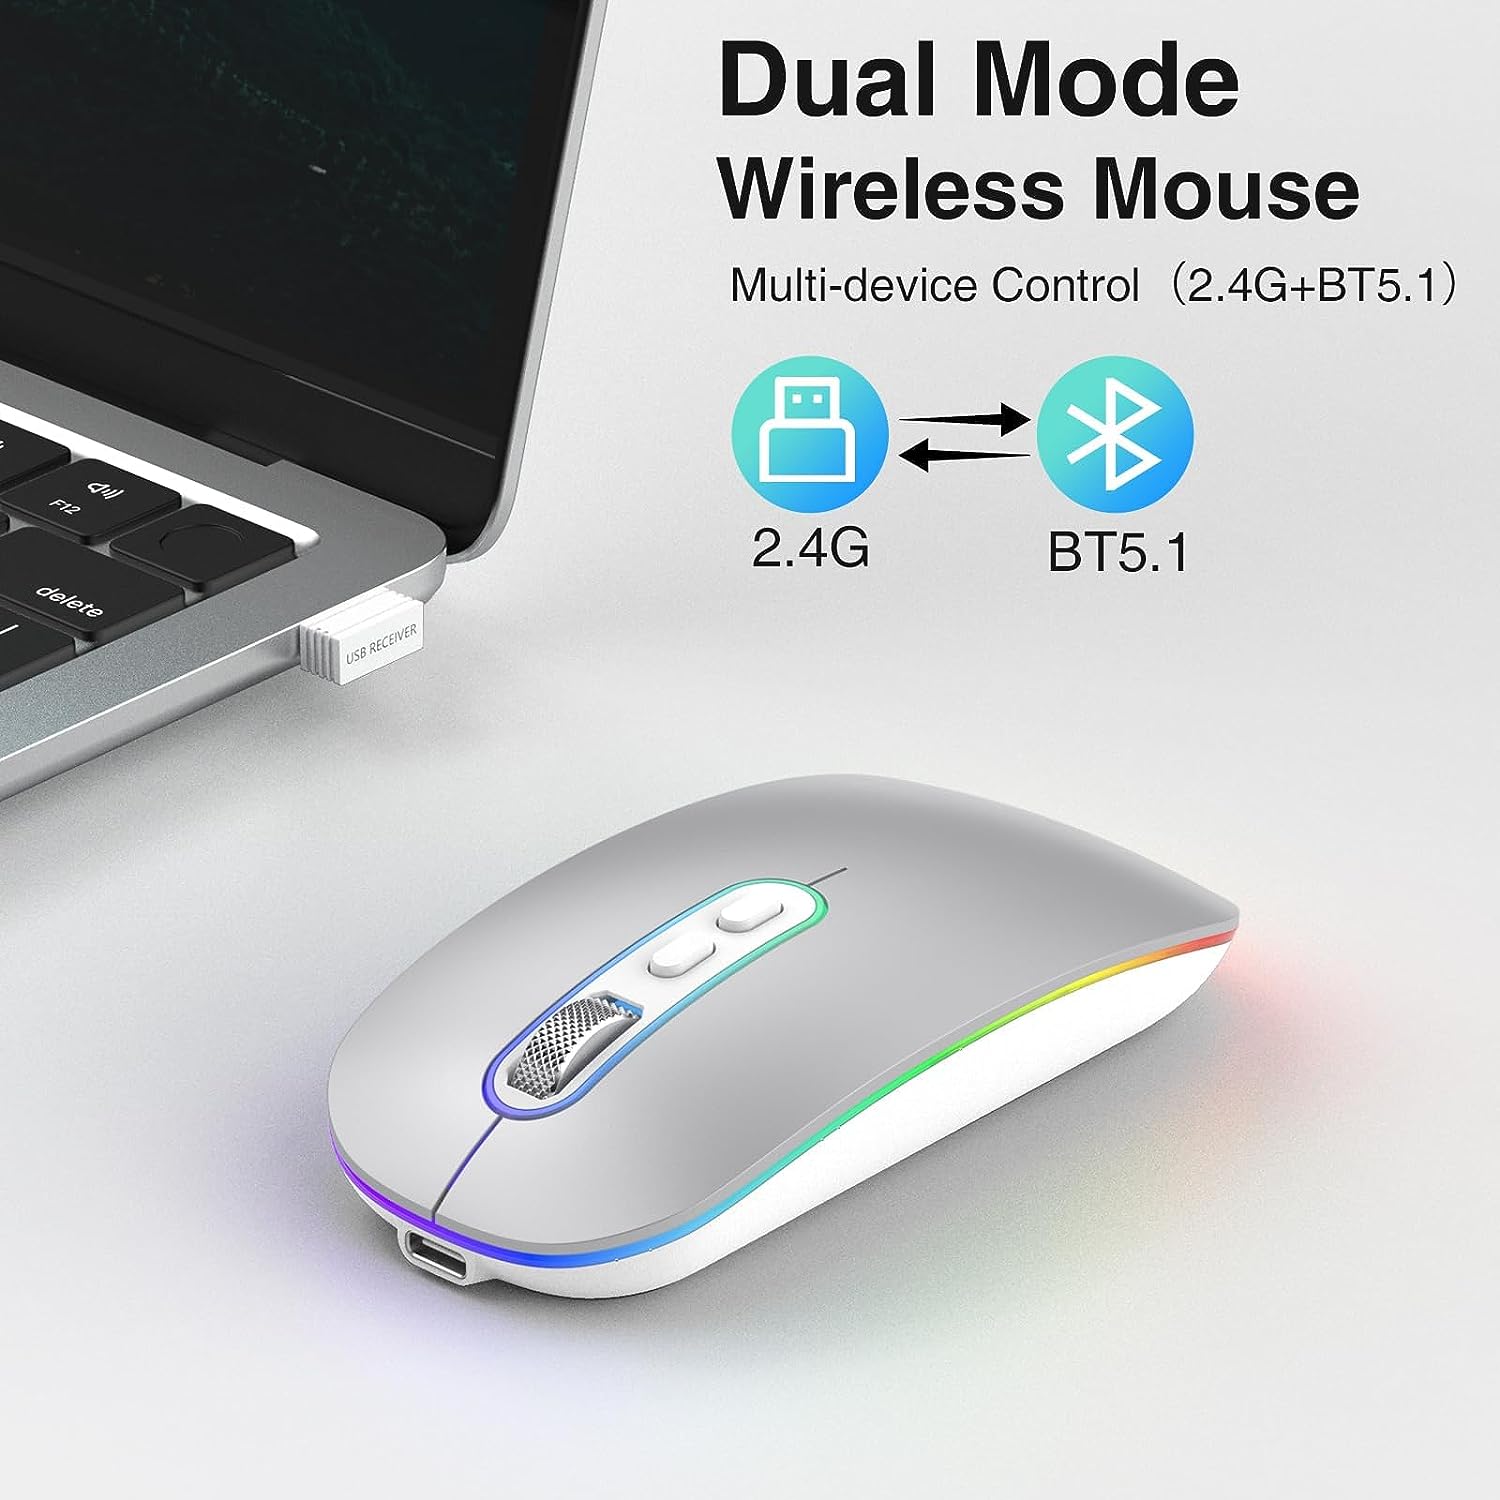 Dual Mode
Wireless Mouse
Multi-device Control（2.4G+BT5.1）
2.4G
BT5.1
F12
delete
USB RECEIVER